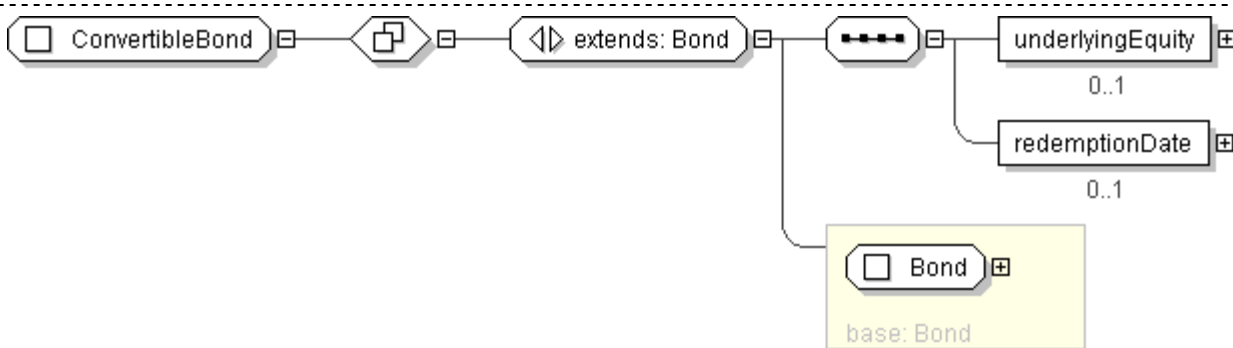 ConvertibleBond
extends: Bond
underlyingEquity
0..1
redemptionDate
0..1
Bond
base: Bond